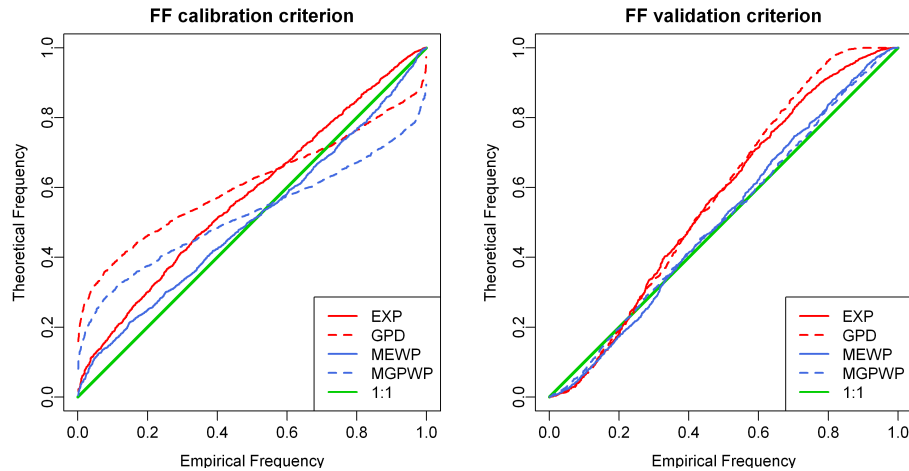 FF calibration criterion
Theoretical Frequency
0.0 0.2 0.4 0.6 0.8 1.0
EXP
GPD
MEWP
MGPWP
1:1
0.0 0.2 0.4 0.6 0.8 1.0
Empirical Frequency
FF validation criterion
Theoretical Frequency
0.0 0.2 0.4 0.6 0.8 1.0
EXP
GPD
MEWP
MGPWP
1:1
0.0 0.2 0.4 0.6 0.8 1.0
Empirical Frequency